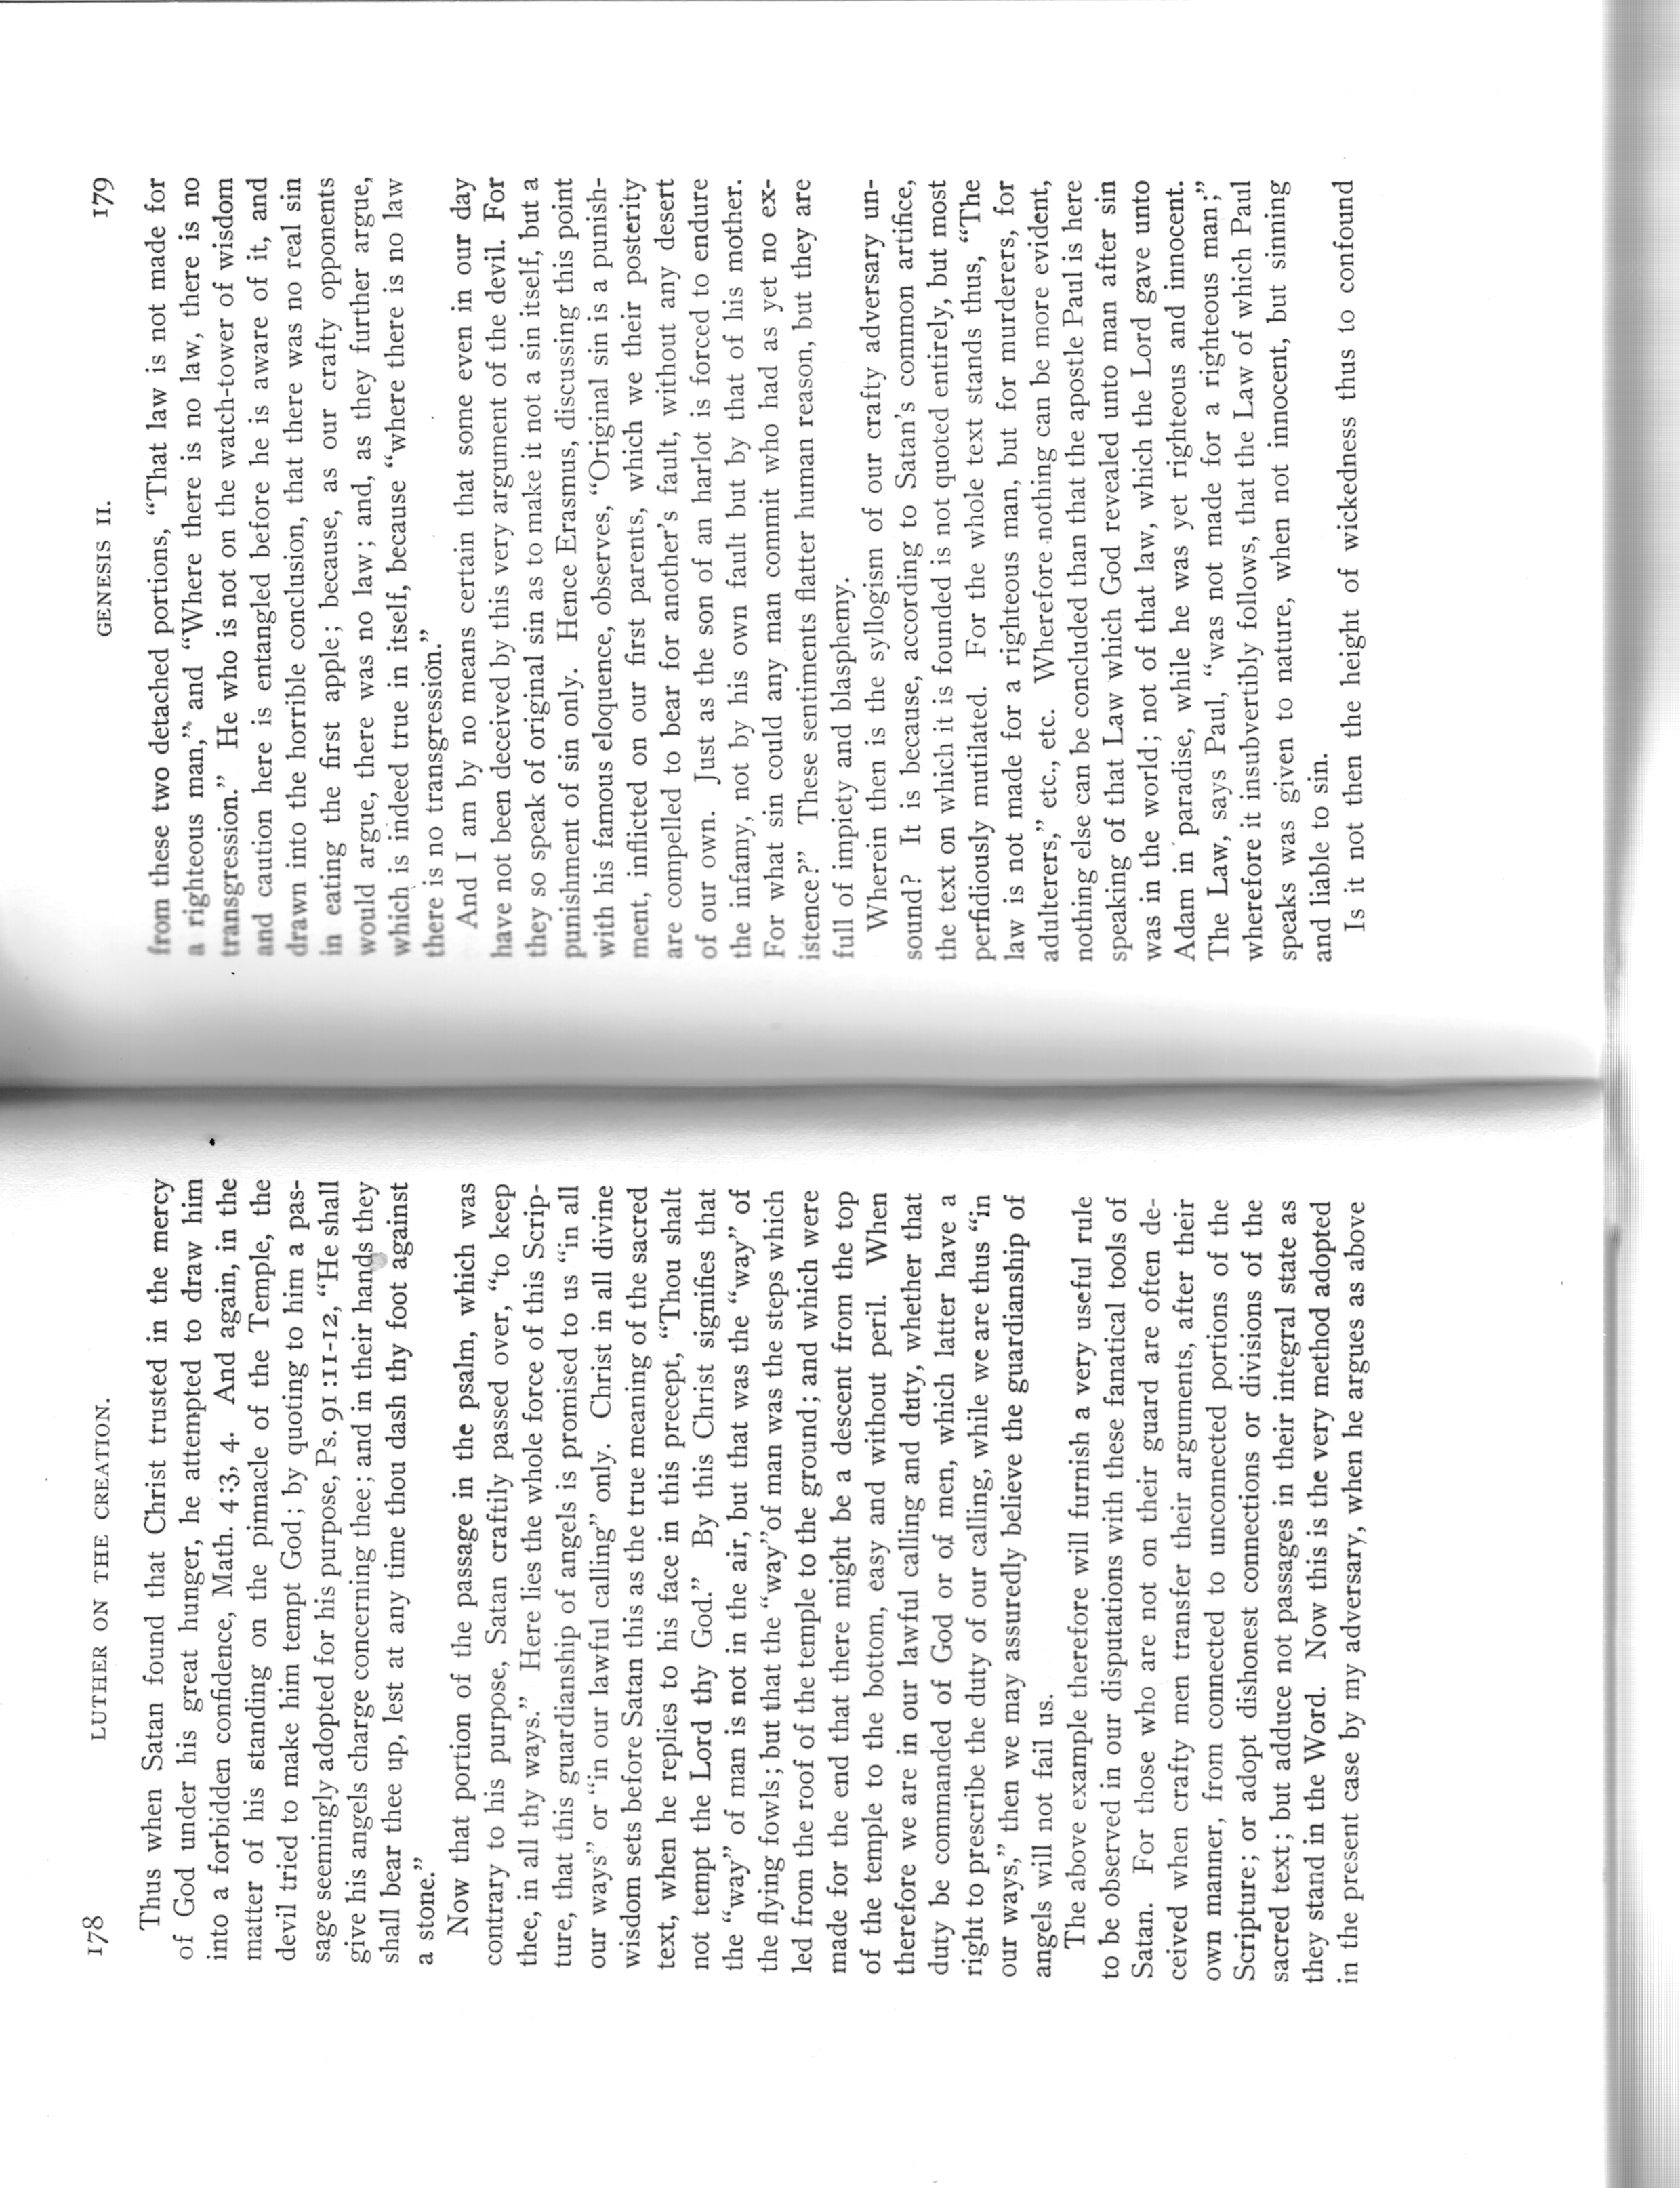 178 LUTHER ON THE CREATION.
Thus when Satan found that Christ trusted in the mercy
of God under his great hunger, he attempted to draw him
into a forbidden confidence, Math. 4:3, 4. And again, in the
matter of his standing on the pinnacle of the Temple, the
devil tried to make him tempt God; by quoting to him a pas-
sage seemingly adopted for his purpose, Ps. 91:11-12, “He shall
give his angels charge concerning thee; and in their hands they
shall bear thee up, lest at any time thou dash thy foot against
a stone.”
Now that portion of the passage in the psalm, which was
contrary to his purpose, Satan craftily passed over, “to keep
thee, in all thy ways.” Here lies the whole force of this Scrip-
ture, that this guardianship of angels is promised to us “in all
our ways” or “in our lawful calling” only. Christ in all divine
wisdom sets before Satan this as the true meaning of the sacred
text, when he replies to his face in this precept, “Thou shalt
not tempt the Lord thy God.” By this Christ signifies that
the “way” of man is not in the air, but that was the “way” of
the flying fowls; but that the “way” of man was the steps which
led from the roof of the temple to the ground; and which were
made for the end that there might be a descent from the top
of the temple to the bottom, easy and without peril. When
therefore we are in our lawful calling and duty, whether that
duty be commanded of God or of men, which latter have a
right to prescribe the duty of our calling, while we are thus “in
our ways,” then we may assuredly believe the guardianship of
angels will not fail us.
The above example therefore will furnish a very useful rule
to be observed in our disputations with these fanatical tools of
Satan. For those who are not on their guard are often de-
ceived when crafty men transfer their arguments, after their
own manner, from connected to unconnected portions of the
Scripture; or adopt dishonest connections or divisions of the
sacred text; but adduce not passages in their integral state as
they stand in the Word. Now this is the very method adopted
in the present case by my adversary, when he argues as above
GENESIS II. 179
from these two detached portions, “That law is not made for
a righteous man,” and “Where there is no law, there is no
transgression.” He who is not on the watch-tower of wisdom
and caution here is entangled before he is aware of it, and
drawn into the horrible conclusion, that there was no real sin
in eating the first apple; because, as our crafty opponents
would argue, there was no law; and, as they further argue,
which is indeed true in itself, because “where there is no law
there is no transgression.”
And I am by no means certain that some even in our day
have not been deceived by this very argument of the devil. For
they so speak of original sin as to make it not a sin itself, but a
punishment of sin only. Hence Erasmus, discussing this point
with his famous eloquence, observes, “Original sin is a punish-
ment, inflicted on our first parents, which we their posterity
are compelled to bear for another's fault, without any desert
of our own. Just as the son of an harlot is forced to endure
the infamy, not by his own fault but by that of his mother.
For what sin could any man commit who had as yet no ex-
istence?” These sentiments flatter human reason, but they are
full of impiety and blasphemy.
Wherein then is the syllogism of our crafty adversary un-
sound? It is because, according to Satan's common artifice,
the text on which it is founded is not quoted entirely, but most
perfidiously mutilated. For the whole text stands thus, “The
law is not made for a righteous man, but for murderers, for
adulterers,” etc., etc. Wherefore nothing can be more evident,
nothing else can be concluded than that the apostle Paul is here
speaking of that Law which God revealed unto man after sin
was in the world; not of that law, which the Lord gave unto
Adam in paradise, while he was yet righteous and innocent.
The Law, says Paul, “was not made for a righteous man;”
wherefore it insubvertibly follows, that the Law of which Paul
speaks was given to nature, when not innocent, but sinning
and liable to sin.
Is it not then the height of wickedness thus to confound